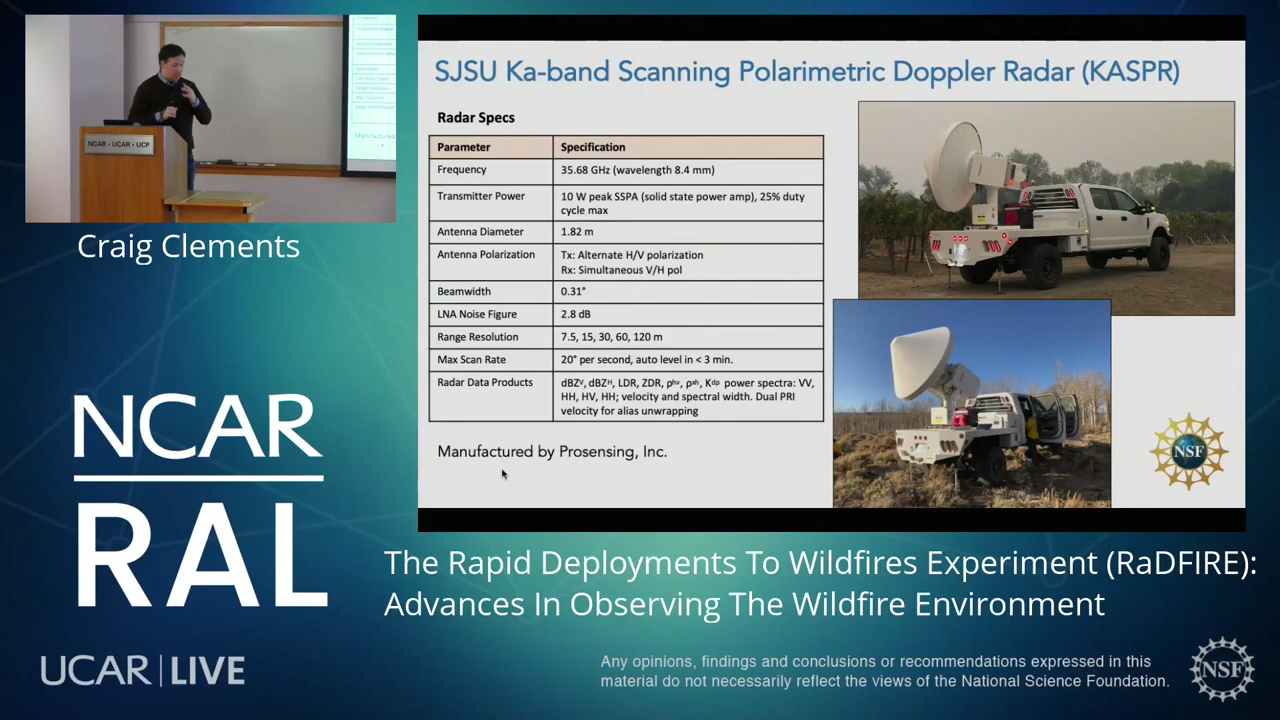 NCAR • UCAR • UCP
Craig Clements
NCAR
RAL
UCAR | LIVE
SJSU Ka-band Scanning Polarimetric Doppler Radar (KASPR)
Radar Specs
Parameter Specification
Frequency 35.68 GHz (wavelength 8.4 mm)
Transmitter Power 10 W peak SSPA (solid state power amp), 25% duty
cycle max
Antenna Diameter 1.82 m
Antenna Polarization Tx: Alternate H/V polarization
Rx: Simultaneous V/H pol
Beamwidth 0.31°
LNA Noise Figure 2.8 dB
Range Resolution 7.5, 15, 30, 60, 120 m
Max Scan Rate 20° per second, auto level in < 3 min.
Radar Data Products dBZᵛ, dBZᴴ, LDR, ZDR, ρʰᵛ, ρˣʰ, Kᵈᵖ power spectra: VV,
HH, HV, HH; velocity and spectral width. Dual PRI
velocity for alias unwrapping
Manufactured by Prosensing, Inc.
NSF
The Rapid Deployments To Wildfires Experiment (RaDFIRE):
Advances In Observing The Wildfire Environment
Any opinions, findings and conclusions or recommendations expressed in this
material do not necessarily reflect the views of the National Science Foundation.
NSF